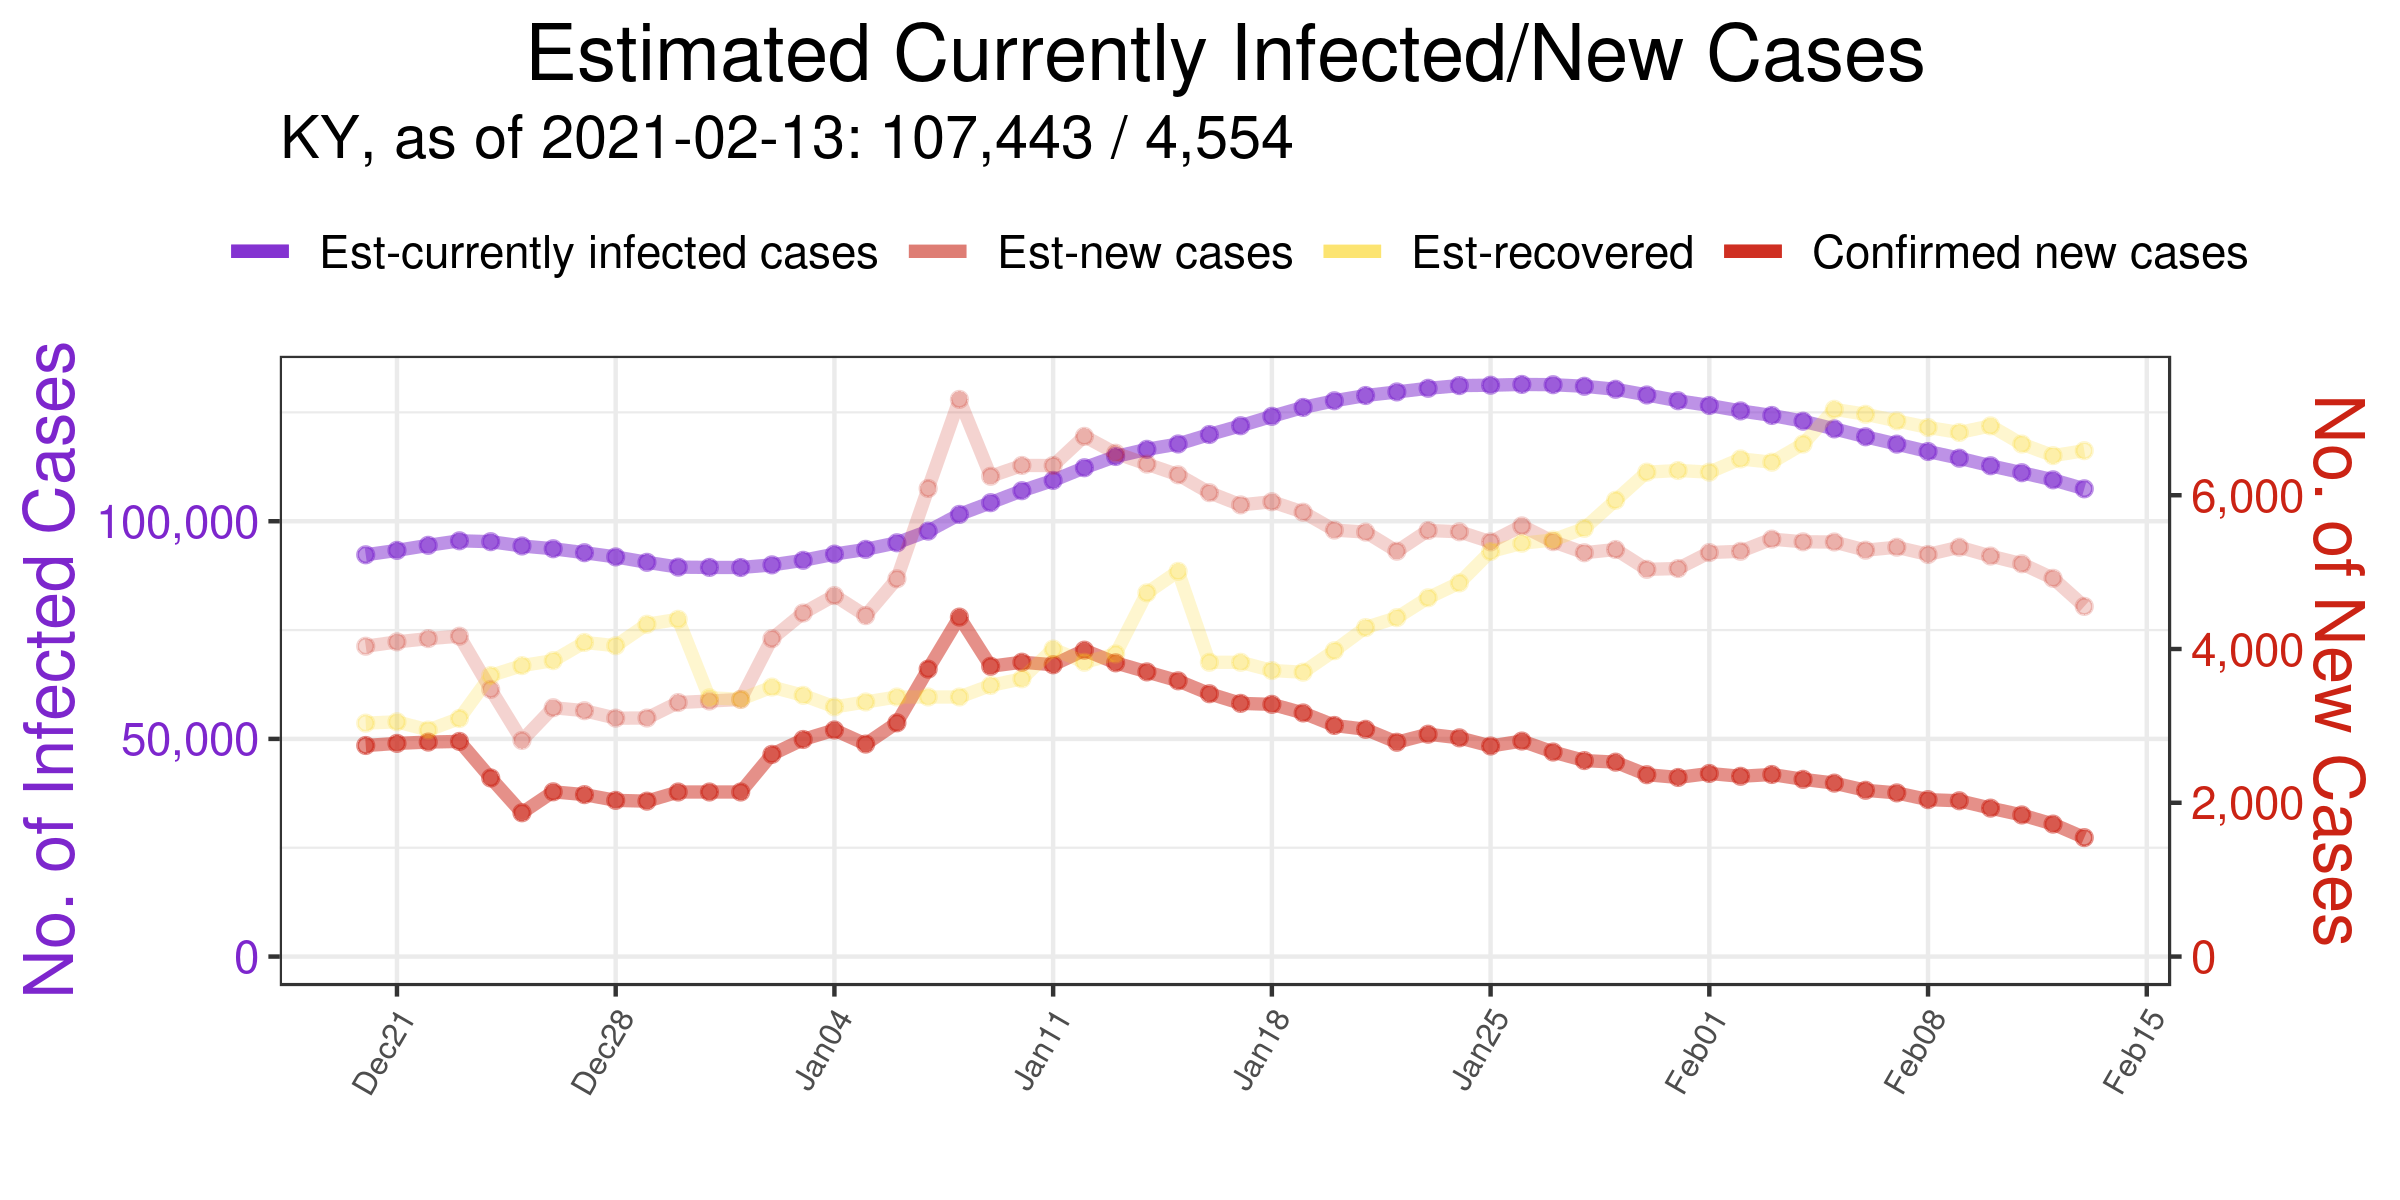 Estimated Currently Infected/New Cases
KY, as of 2021-02-13: 107,443 / 4,554
Est-currently infected cases Est-new cases Est-recovered Confirmed new cases
No. of Infected Cases
100,000
50,000
0
No. of New Cases
6,000
4,000
2,000
0
Dec21 Dec28 Jan04 Jan11 Jan18 Jan25 Feb01 Feb08 Feb15